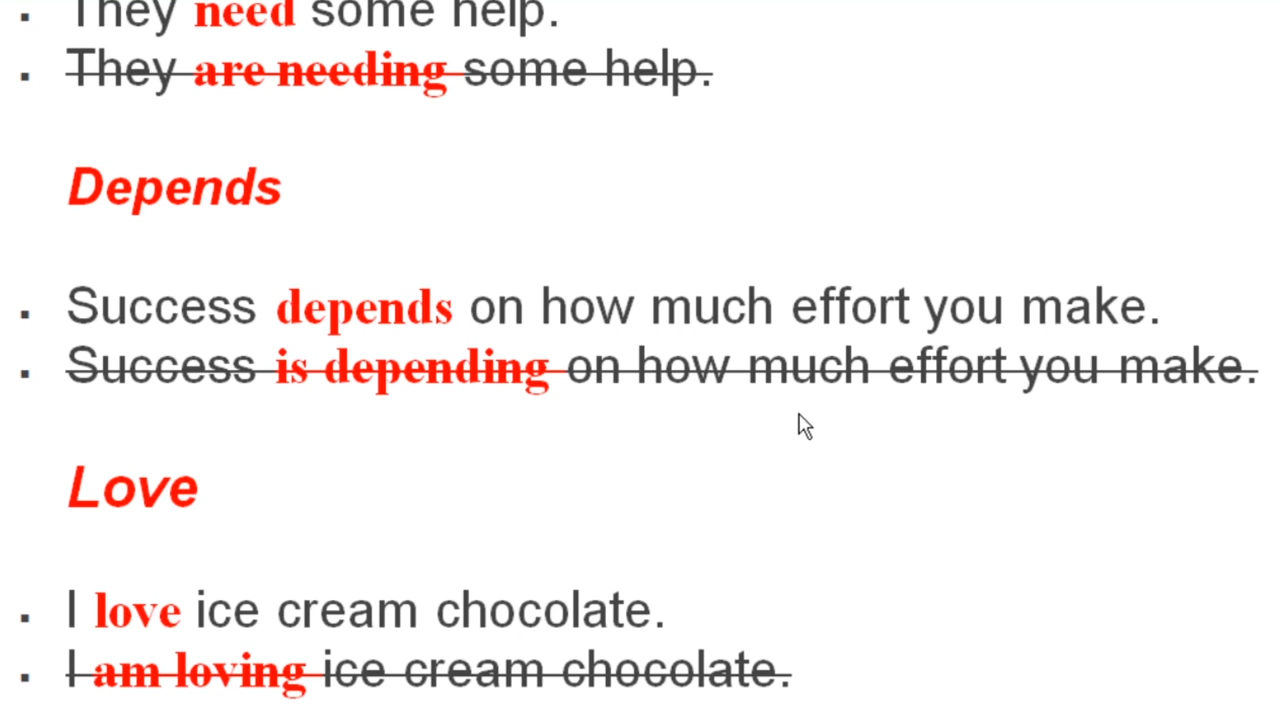 They need some help.
They are needing some help.
Depends
Success depends on how much effort you make.
Success is depending on how much effort you make.
Love
I love ice cream chocolate.
I am loving ice cream chocolate.